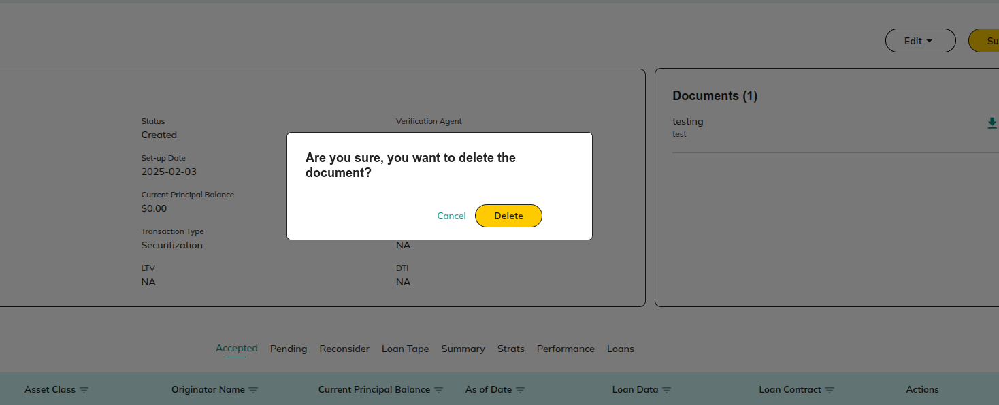 Edit
Su
Documents (1)
testing
test
Status
Created
Verification Agent
Set-up Date
2025-02-03
Current Principal Balance
$0.00
Transaction Type
Securitization
NA
LTV
NA
DTI
NA
Are you sure, you want to delete the
document?
Cancel
Delete
Accepted Pending Reconsider Loan Tape Summary Strats Performance Loans
Asset Class Originator Name Current Principal Balance As of Date Loan Data Loan Contract Actions